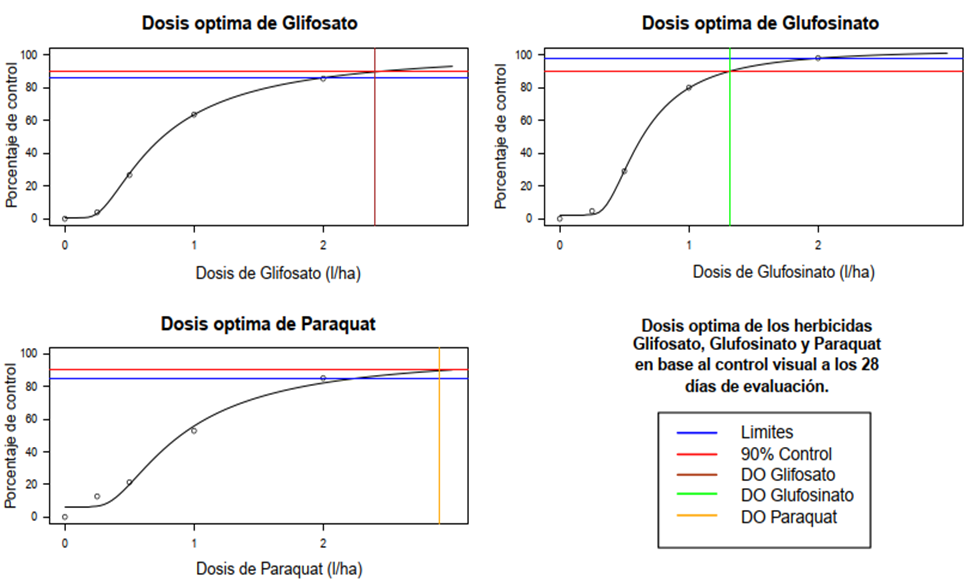 Dosis optima de Glifosato
Porcentaje de control
100
80
60
40
20
0
0 1 2
Dosis de Glifosato (l/ha)
Dosis optima de Glufosinato
Porcentaje de control
100
80
60
40
20
0
0 1 2
Dosis de Glufosinato (l/ha)
Dosis optima de Paraquat
Porcentaje de control
100
80
60
40
20
0
0 1 2
Dosis de Paraquat (l/ha)
Dosis optima de los herbicidas
Glifosato, Glufosinato y Paraquat
en base al control visual a los 28
días de evaluación.
Limites
90% Control
DO Glifosato
DO Glufosinato
DO Paraquat